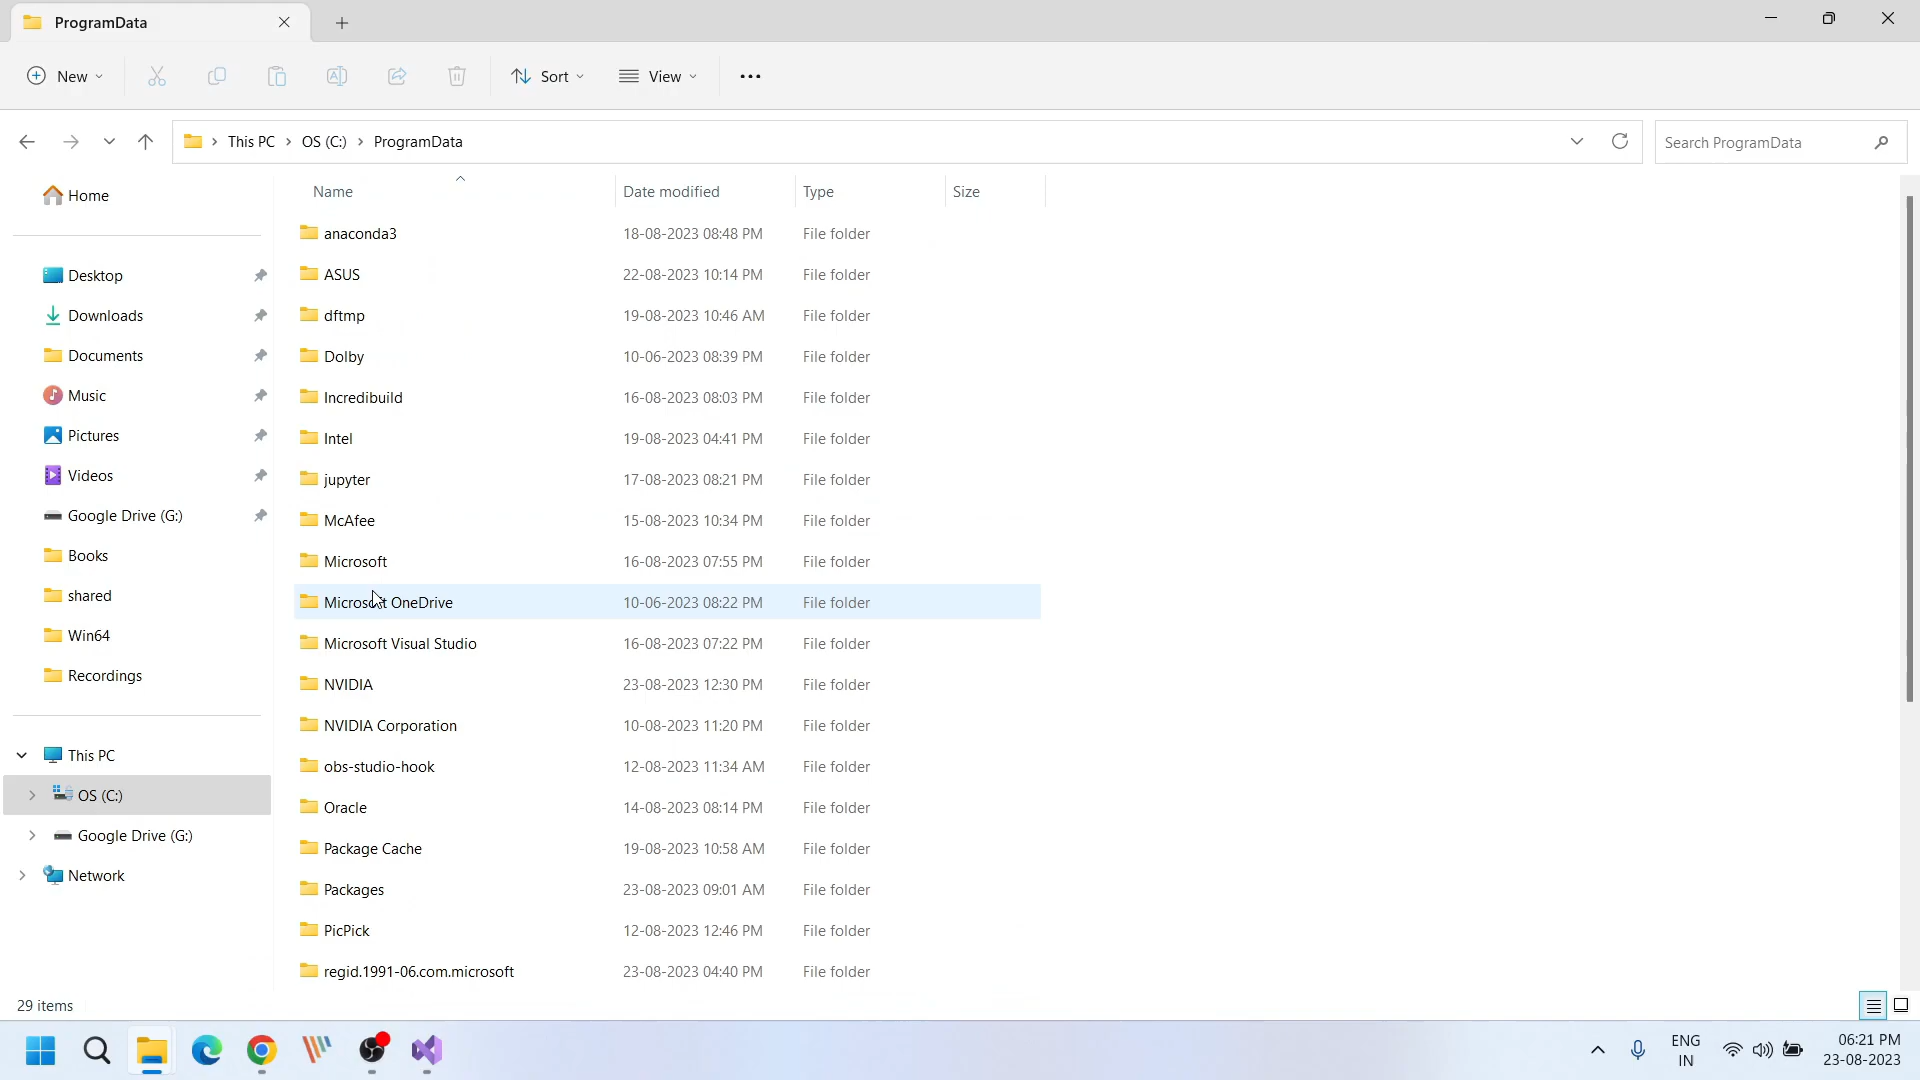 ProgramData
New
Sort
View
This PC
OS (C:)
ProgramData
Search ProgramData
Home
Desktop
Downloads
Documents
Music
Pictures
Videos
Google Drive (G:)
Books
shared
Win64
Recordings
This PC
OS (C:)
Google Drive (G:)
Network
Name Date modified Type Size
anaconda3 18-08-2023 08:48 PM File folder
ASUS 22-08-2023 10:14 PM File folder
dftmp 19-08-2023 10:46 AM File folder
Dolby 10-06-2023 08:39 PM File folder
Incredibuild 16-08-2023 08:03 PM File folder
Intel 19-08-2023 04:41 PM File folder
jupyter 17-08-2023 08:21 PM File folder
McAfee 15-08-2023 10:34 PM File folder
Microsoft 16-08-2023 07:55 PM File folder
Microsoft OneDrive 10-06-2023 08:22 PM File folder
Microsoft Visual Studio 16-08-2023 07:22 PM File folder
NVIDIA 23-08-2023 12:30 PM File folder
NVIDIA Corporation 10-08-2023 11:20 PM File folder
obs-studio-hook 12-08-2023 11:34 AM File folder
Oracle 14-08-2023 08:14 PM File folder
Package Cache 19-08-2023 10:58 AM File folder
Packages 23-08-2023 09:01 AM File folder
PicPick 12-08-2023 12:46 PM File folder
regid.1991-06.com.microsoft 23-08-2023 04:40 PM File folder
29 items
ENG
IN
06:21 PM
23-08-2023